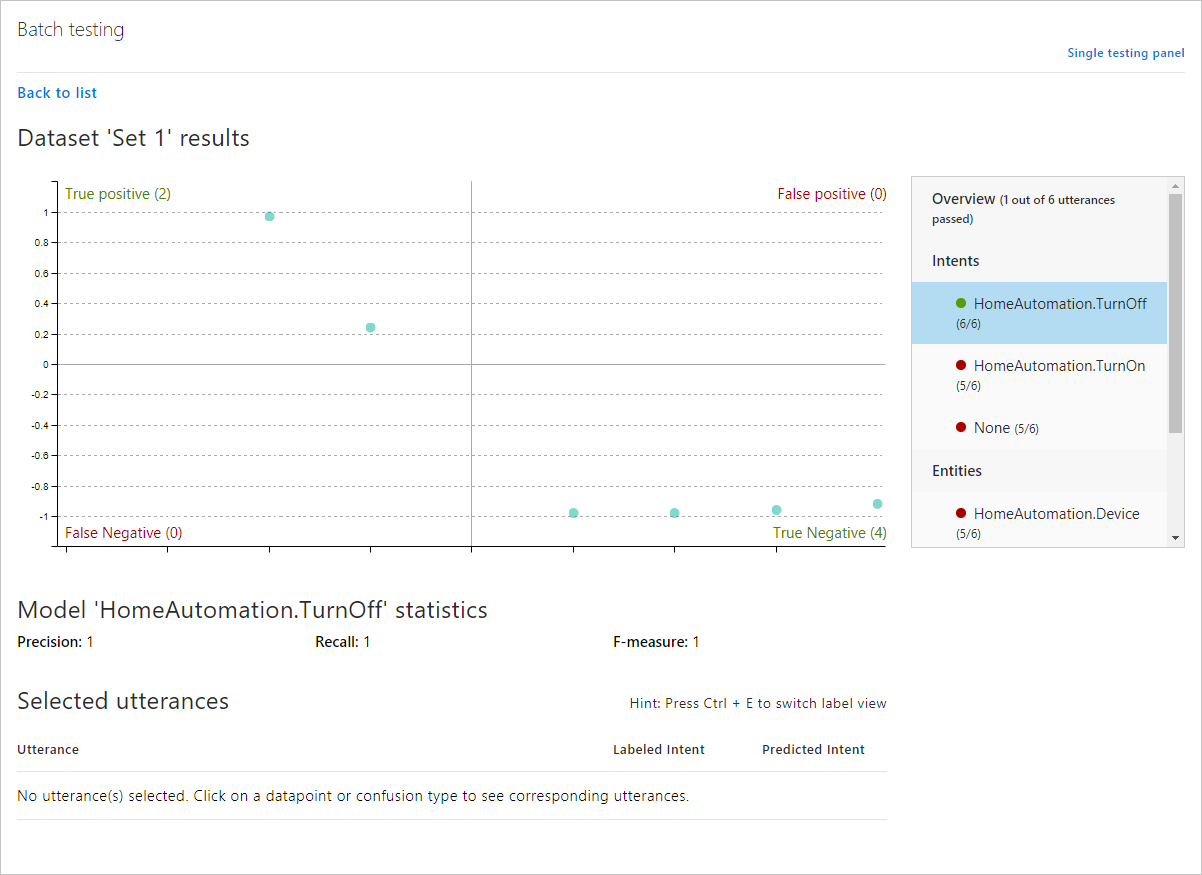 Batch testing
Single testing panel
Back to list
Dataset 'Set 1' results
True positive (2)
False positive (0)
1
0.8
0.6
0.4
0.2
0
-0.2
-0.4
-0.6
-0.8
-1
False Negative (0)
True Negative (4)
Overview (1 out of 6 utterances
passed)
Intents
HomeAutomation.TurnOff
(6/6)
HomeAutomation.TurnOn
(5/6)
None (5/6)
Entities
HomeAutomation.Device
(5/6)
Model 'HomeAutomation.TurnOff' statistics
Precision: 1 Recall: 1 F-measure: 1
Selected utterances
Hint: Press Ctrl + E to switch label view
Utterance Labeled Intent Predicted Intent
No utterance(s) selected. Click on a datapoint or confusion type to see corresponding utterances.